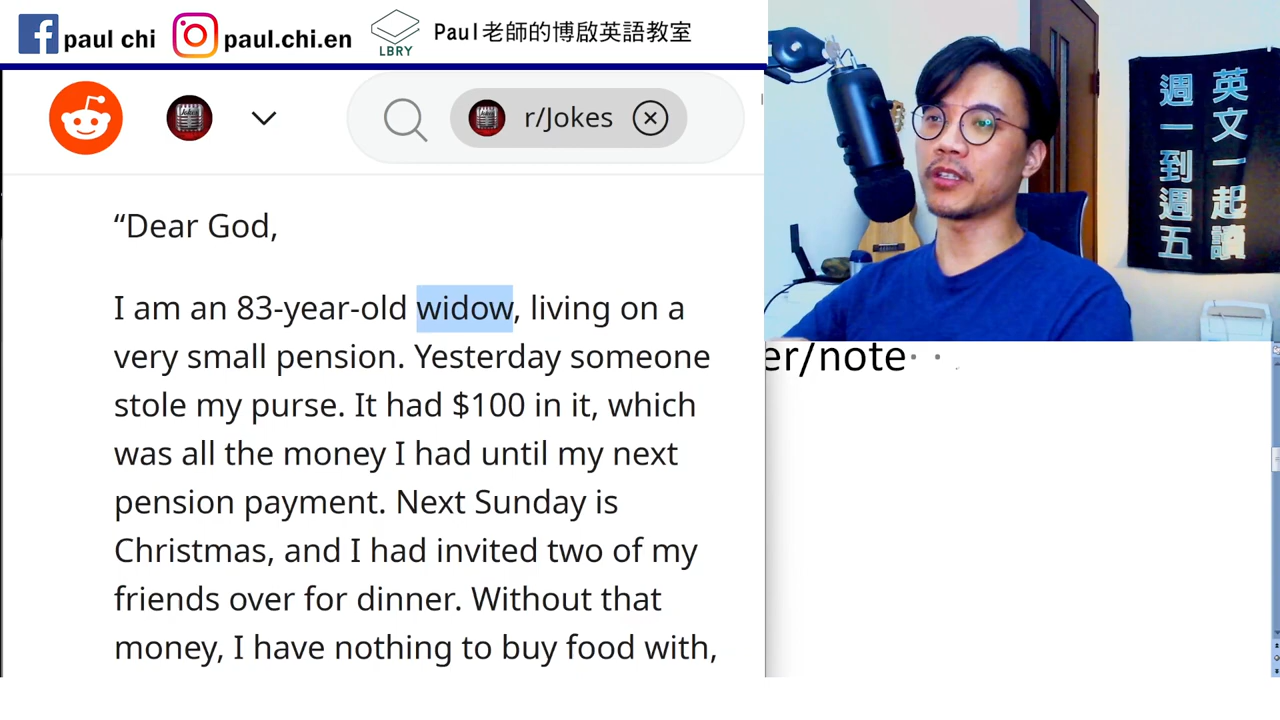 paul chi
paul.chi.en
LBRY
Paul老師的博啟英語教室
r/Jokes
“Dear God,
I am an 83-year-old widow, living on a
very small pension. Yesterday someone
stole my purse. It had $100 in it, which
was all the money I had until my next
pension payment. Next Sunday is
Christmas, and I had invited two of my
friends over for dinner. Without that
money, I have nothing to buy food with,
英文一起讀
週一到週五
er/note